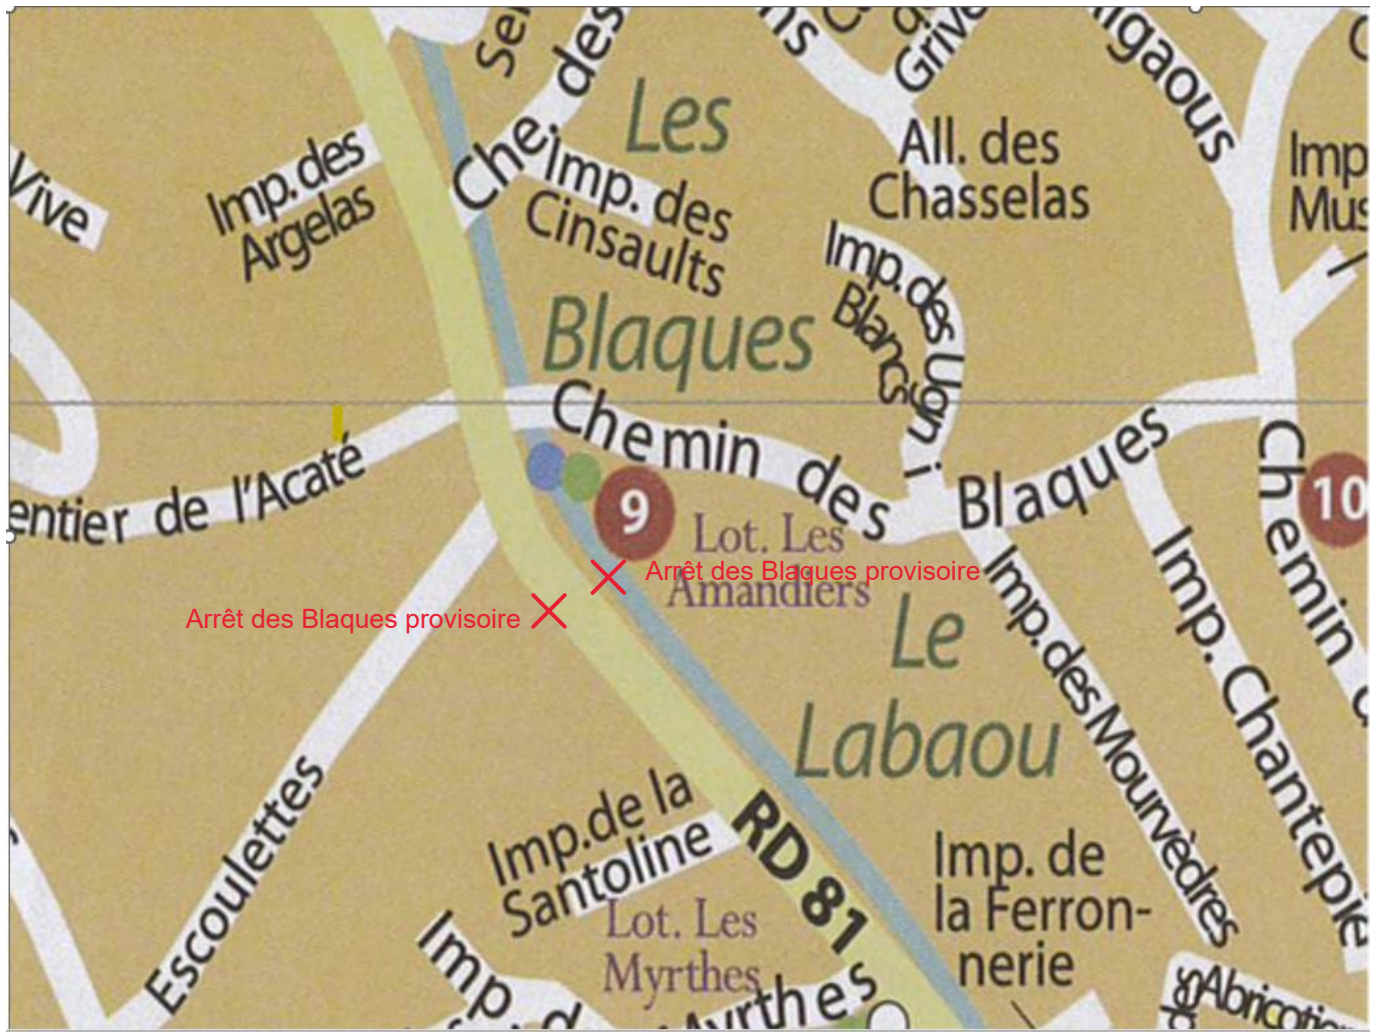 Che. des
Les
Imp. des
Argelas
Vive
Imp. des
Cinsaults
All. des
Chasselas
Imp
Mus
Blaques
Imp. des Ugni
Blancs
Chemin des Blaques
entier de l'Acaté
9
10
Lot. Les
Amandiers
Arrêt des Blaques provisoire
Arrêt des Blaques provisoire
Le
Labaou
Imp. des Mourvèdres
Imp. Chantepie
Chemin d
Escoulettes
Imp. de la
Santoline
RD 81
Imp. de
la Ferron-
nerie
Lot. Les
Myrthes
Imp. d
Myrthes